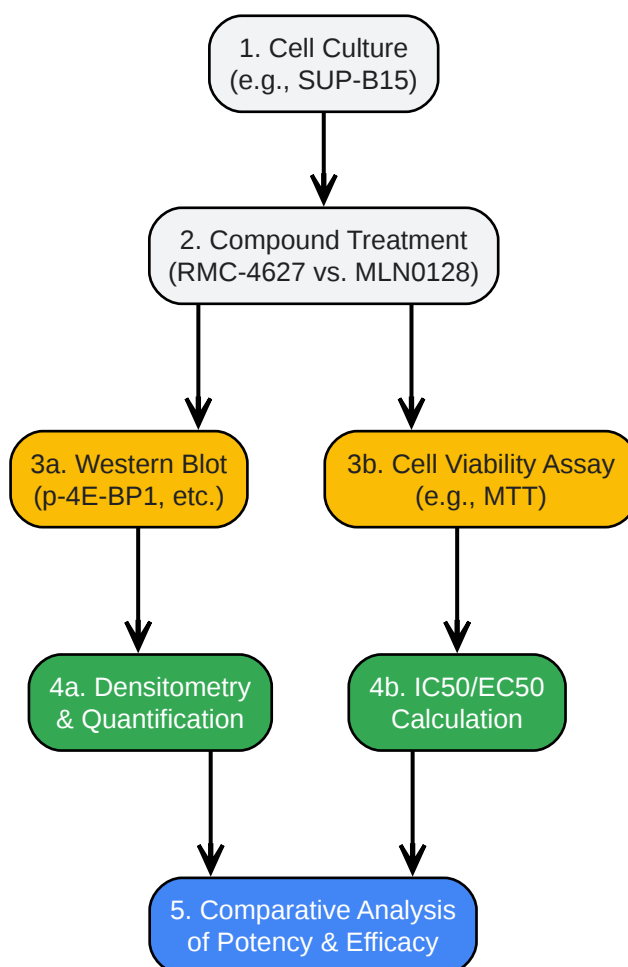 1. Cell Culture
(e.g., SUP-B15)
2. Compound Treatment
(RMC-4627 vs. MLN0128)
3a. Western Blot
(p-4E-BP1, etc.)
3b. Cell Viability Assay
(e.g., MTT)
4a. Densitometry
& Quantification
4b. IC50/EC50
Calculation
5. Comparative Analysis
of Potency & Efficacy